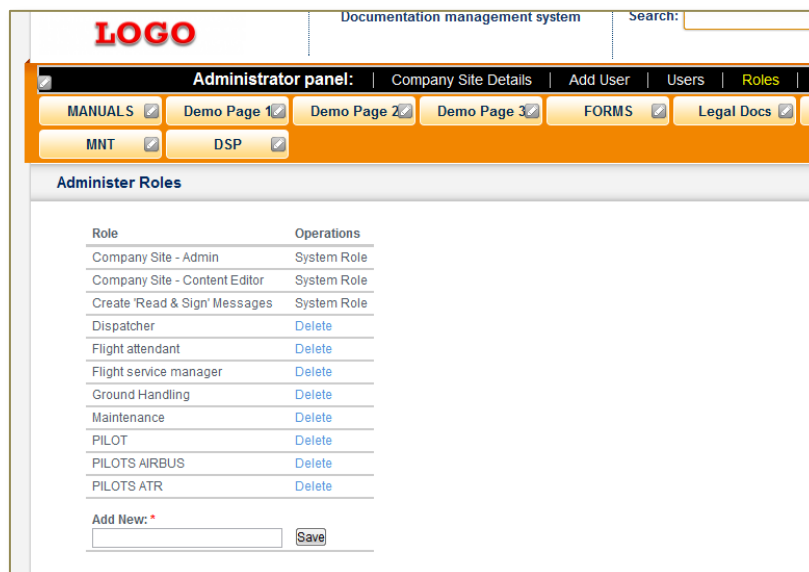 LOGO
Documentation management system
Search:
Administrator panel: | Company Site Details | Add User | Users | Roles |
MANUALS Demo Page 1 Demo Page 2 Demo Page 3 FORMS Legal Docs
MNT DSP
Administer Roles
Role Operations
Company Site - Admin System Role
Company Site - Content Editor System Role
Create 'Read & Sign' Messages System Role
Dispatcher Delete
Flight attendant Delete
Flight service manager Delete
Ground Handling Delete
Maintenance Delete
PILOT Delete
PILOTS AIRBUS Delete
PILOTS ATR Delete
Add New: *
Save